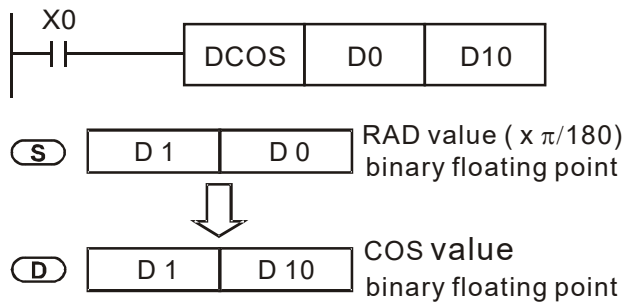 X0
DCOS D0 D10
S D 1 D 0 RAD value ( x π/180)
binary floating point
D D 1 D 10 COS value
binary floating point